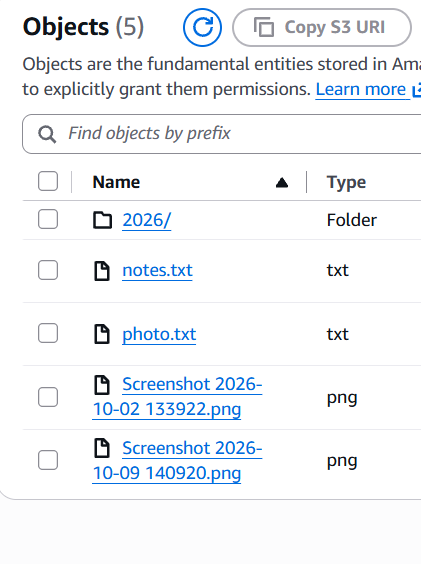 Objects (5)
Copy S3 URI
Objects are the fundamental entities stored in
to explicitly grant them permissions. Learn more
Find objects by prefix
Name Type
2026/ Folder
notes.txt txt
photo.txt txt
Screenshot 2026-
10-02 133922.png png
Screenshot 2026-
10-09 140920.png png